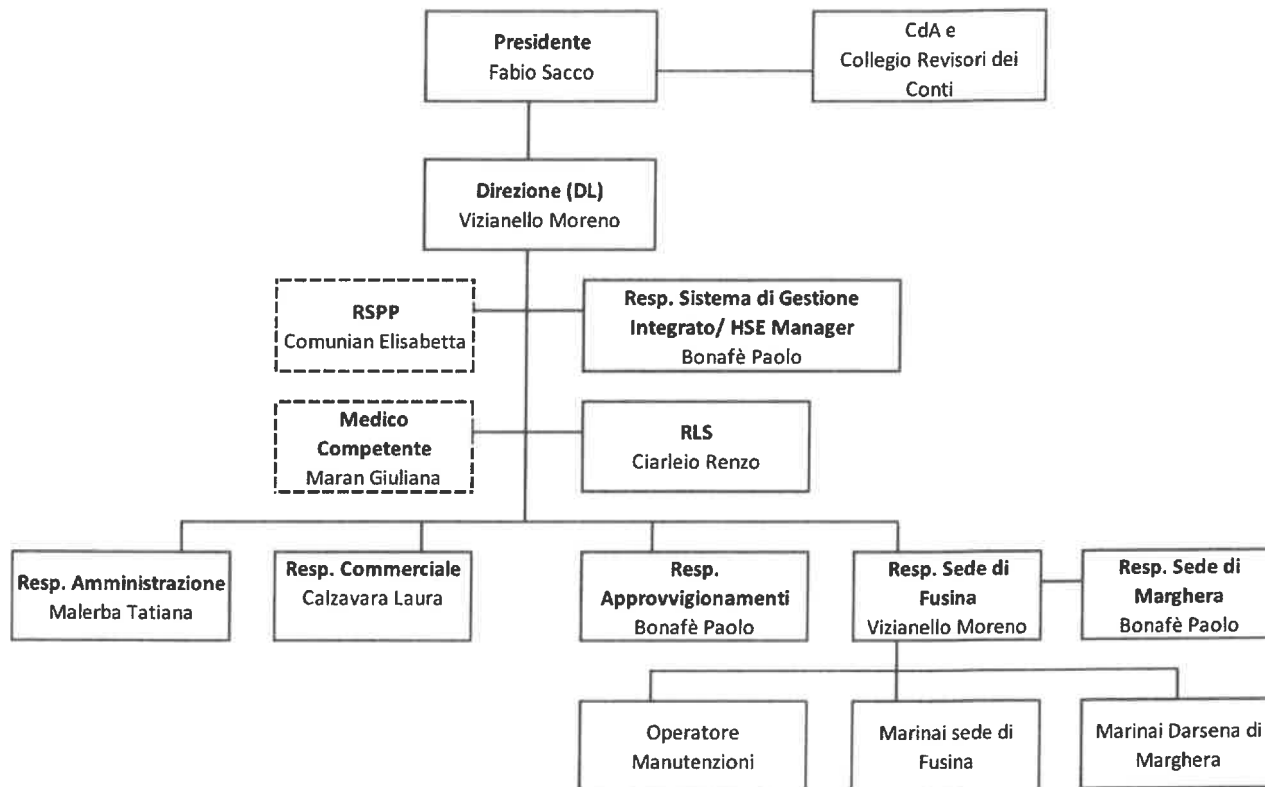 Presidente
Fabio Sacco
CdA e
Collegio Revisori dei
Conti
Direzione (DL)
Vizianello Moreno
RSPP
Comunian Elisabetta
Resp. Sistema di Gestione
Integrato/ HSE Manager
Bonafè Paolo
Medico
Competente
Maran Giuliana
RLS
Ciarleio Renzo
Resp. Amministrazione
Malerba Tatiana
Resp. Commerciale
Calzavara Laura
Resp.
Approvvigionamenti
Bonafè Paolo
Resp. Sede di
Fusina
Vizianello Moreno
Resp. Sede di
Marghera
Bonafè Paolo
Operatore
Manutenzioni
Marinai sede di
Fusina
Marinai Darsena di
Marghera